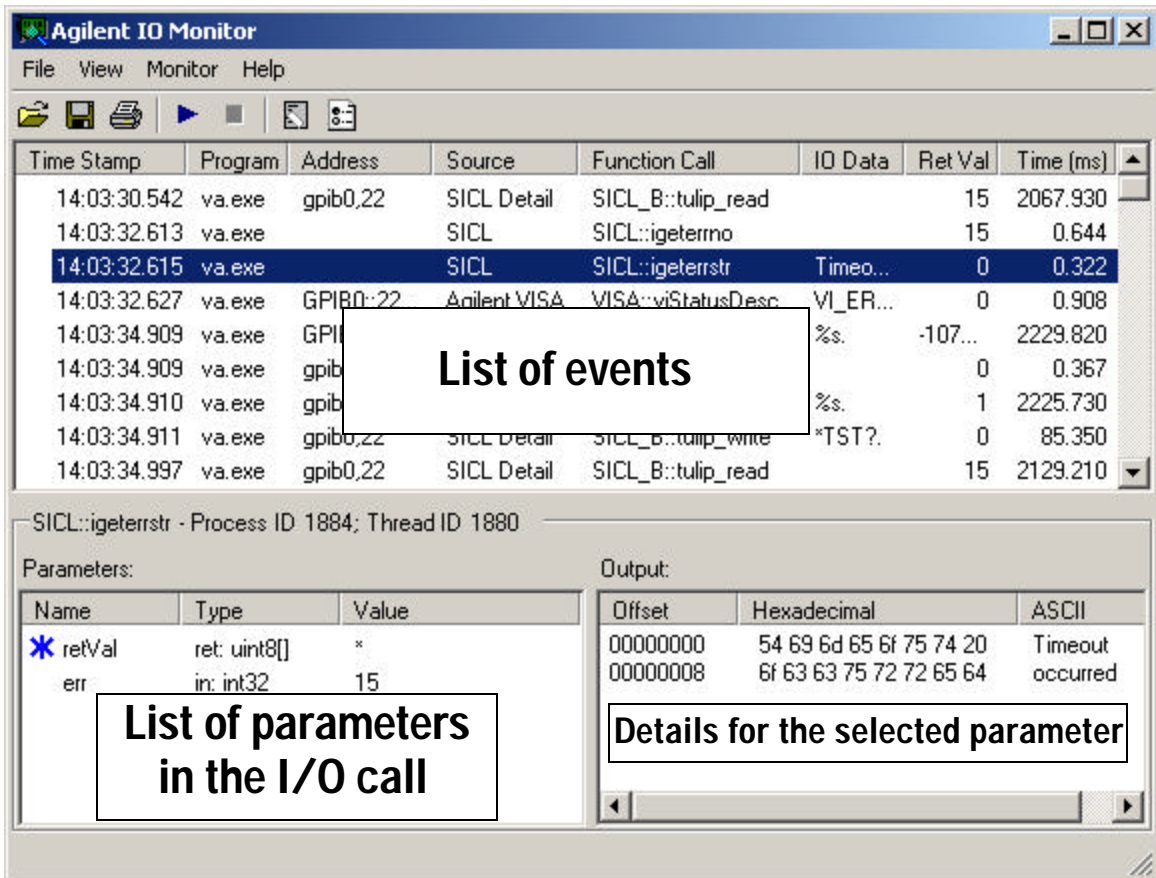 Agilent IO Monitor
File View Monitor Help
Time Stamp Program Address Source Function Call IO Data Ret Val Time (ms)
14:03:30.542 va.exe gpib0,22 SICL Detail SICL_B::tulip_read 15 2067.930
14:03:32.613 va.exe SICL SICL::igeterrno 15 0.644
14:03:32.615 va.exe SICL SICL::igeterrstr Timeo... 0 0.322
14:03:32.627 va.exe GPIB0::22... Agilent VISA VISA::viStatusDesc VI_ER... 0 0.908
14:03:34.909 va.exe %s. -107... 2229.820
14:03:34.909 va.exe gpib 0 0.367
14:03:34.910 va.exe gpib %s. 1 2225.730
14:03:34.911 va.exe gpib0,22 SICL Detail SICL_B::tulip_write *TST?. 0 85.350
14:03:34.997 va.exe gpib0,22 SICL Detail SICL_B::tulip_read 15 2129.210
List of events
SICL::igeterrstr - Process ID 1884; Thread ID 1880
Parameters:
Name Type Value
retVal ret: uint8[] *
err in: int32 15
List of parameters
in the I/O call
Output:
Offset Hexadecimal ASCII
00000000 54 69 6d 65 6f 75 74 20 Timeout
00000008 6f 63 63 75 72 72 65 64 occurred
Details for the selected parameter